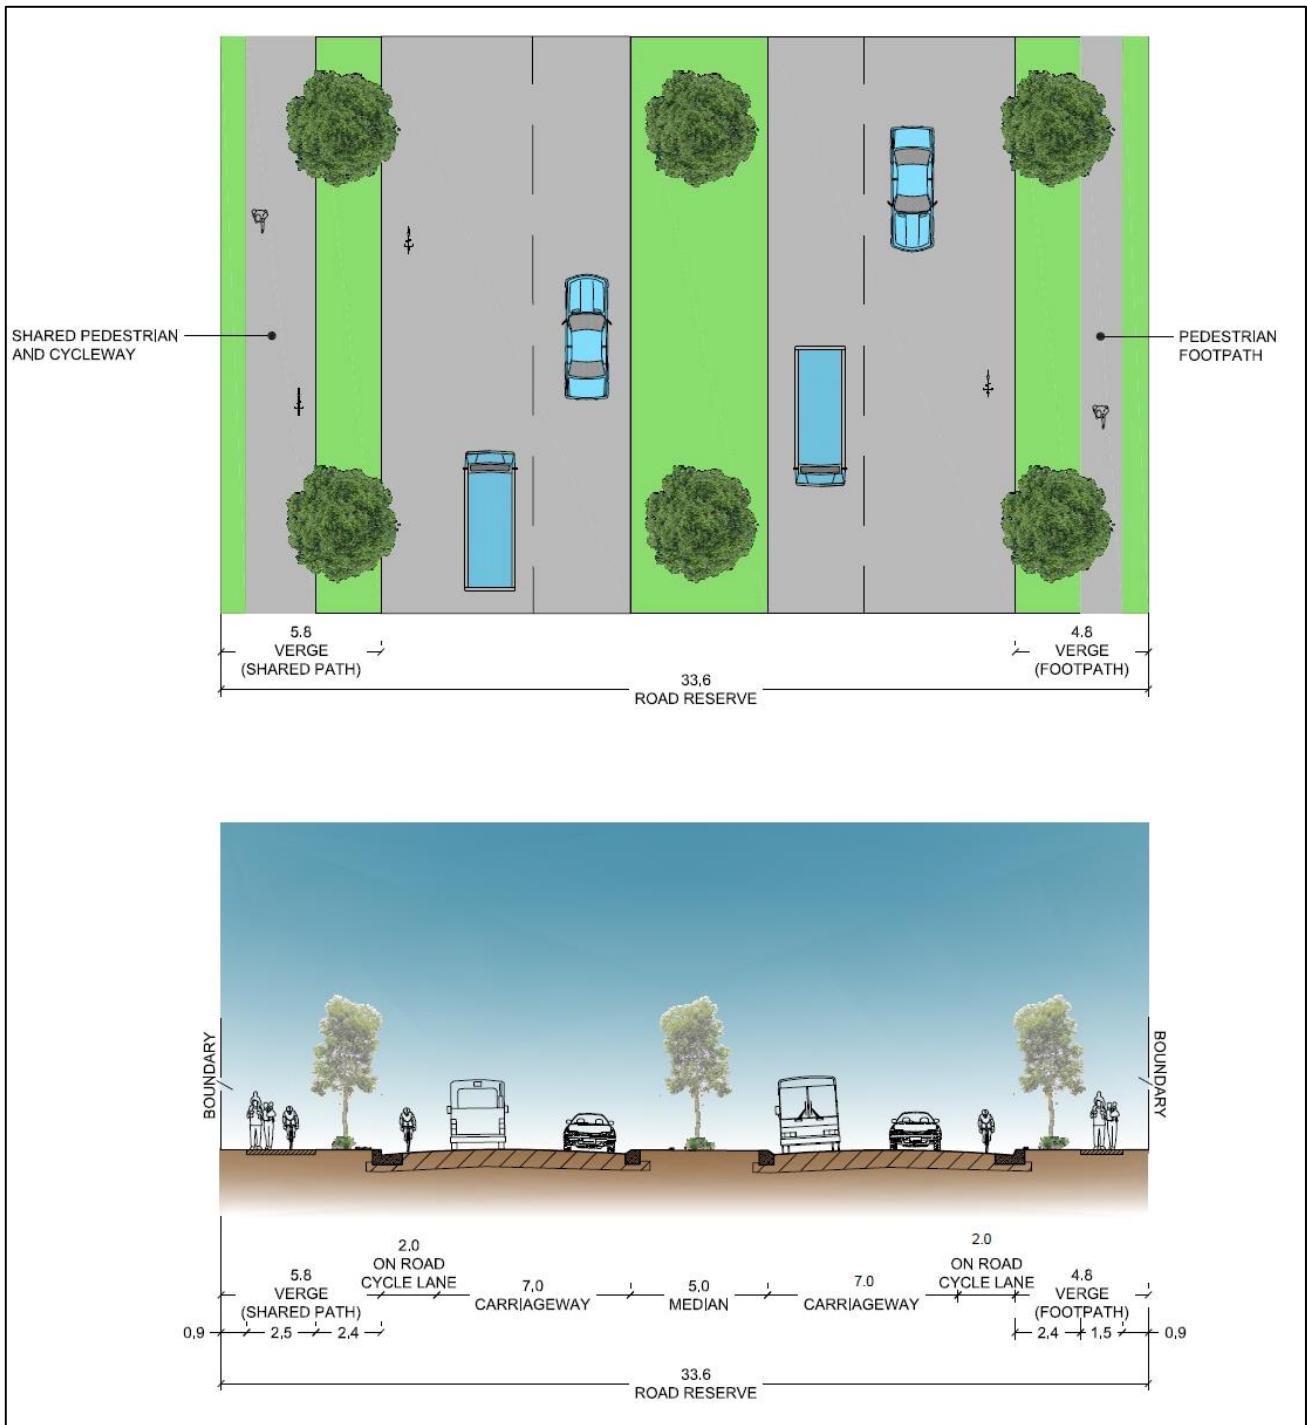 SHARED PEDESTRIAN
AND CYCLEWAY
PEDESTRIAN
FOOTPATH
5.8
VERGE
(SHARED PATH)
4.8
VERGE
(FOOTPATH)
33,6
ROAD RESERVE
BOUNDARY
BOUNDARY
2.0
ON ROAD
CYCLE LANE
2.0
ON ROAD
CYCLE LANE
5.8
VERGE
(SHARED PATH)
7,0
CARRIAGEWAY
5,0
MEDIAN
7.0
CARRIAGEWAY
4.8
VERGE
(FOOTPATH)
0,9
2,5
2,4
2,4
1,5
0,9
33.6
ROAD RESERVE